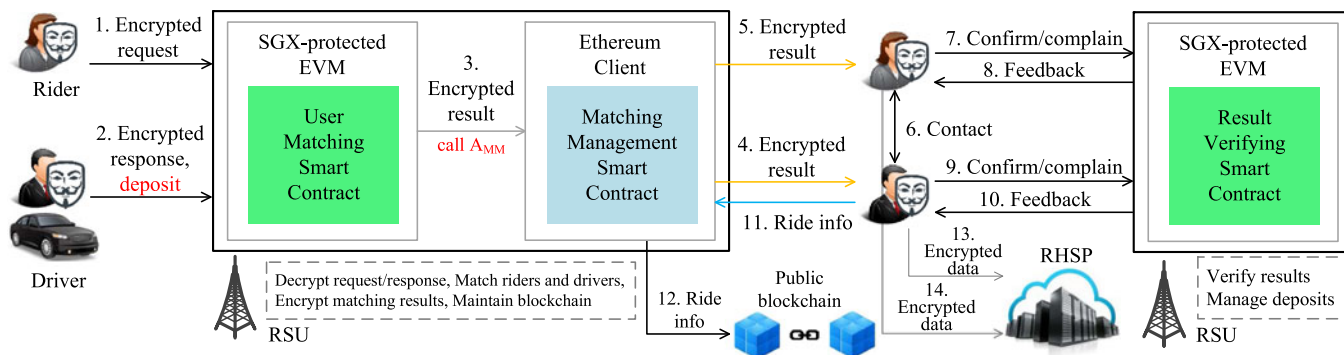 1. Encrypted
request
Rider
2. Encrypted
response,
deposit
Driver
SGX-protected
EVM
User
Matching
Smart
Contract
3.
Encrypted
result
call A_MM
Ethereum
Client
Matching
Management
Smart
Contract
Decrypt request/response, Match riders and drivers,
Encrypt matching results, Maintain blockchain
RSU
5. Encrypted
result
4. Encrypted
result
11. Ride info
12. Ride
info
Public
blockchain
6. Contact
7. Confirm/complain
8. Feedback
9. Confirm/complain
10. Feedback
13.
Encrypted
data
14.
Encrypted
data
RHSP
SGX-protected
EVM
Result
Verifying
Smart
Contract
Verify results
Manage deposits
RSU